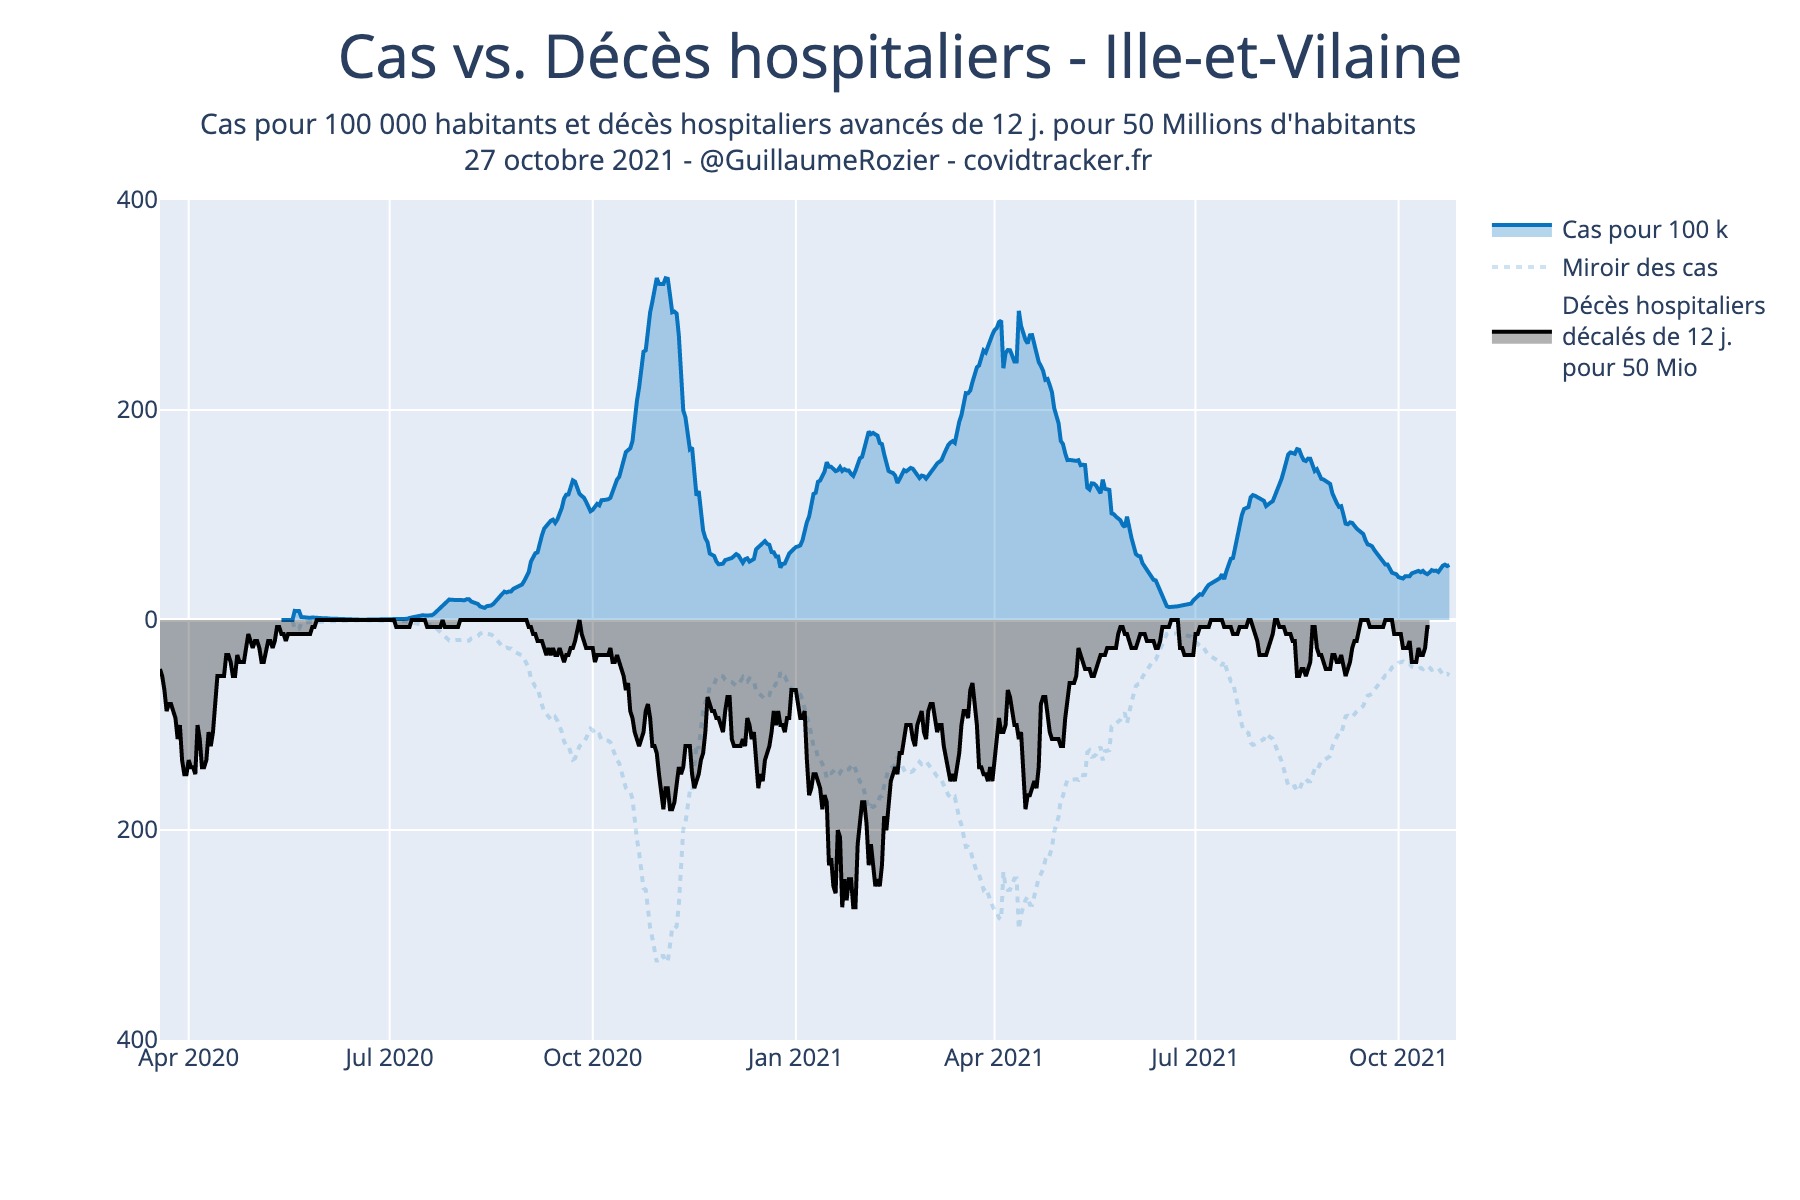 Cas vs. Décès hospitaliers - Ille-et-Vilaine
Cas pour 100 000 habitants et décès hospitaliers avancés de 12 j. pour 50 Millions d'habitants
27 octobre 2021 - @GuillaumeRozier - covidtracker.fr
400
200
0
200
400
Apr 2020
Jul 2020
Oct 2020
Jan 2021
Apr 2021
Jul 2021
Oct 2021
Cas pour 100 k
Miroir des cas
Décès hospitaliers
décalés de 12 j.
pour 50 Mio